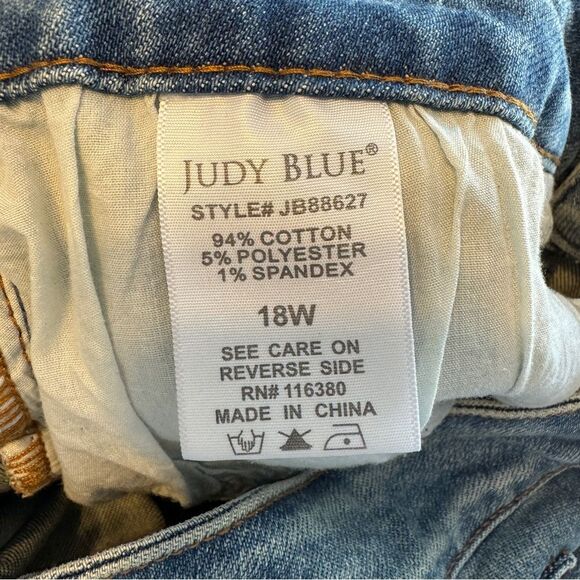 JUDY BLUE®
STYLE# JB88627
94% COTTON
5% POLYESTER
1% SPANDEX
18W
SEE CARE ON
REVERSE SIDE
RN# 116380
MADE IN CHINA